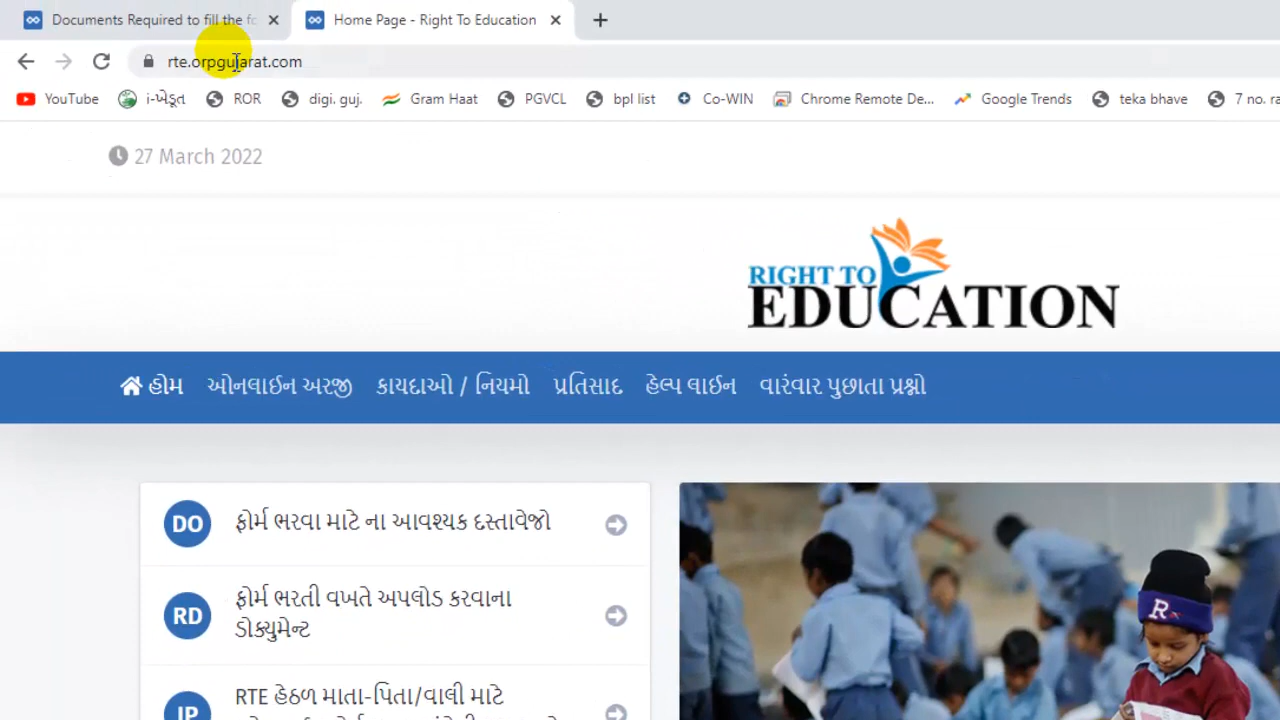 Documents Required to fill the fo
Home Page - Right To Education
rte.orpgujarat.com
YouTube
i-ખેડૂત
ROR
digi. guj.
Gram Haat
PGVCL
bpl list
Co-WIN
Chrome Remote De...
Google Trends
teka bhave
7 no. ra
27 March 2022
RIGHT TO
EDUCATION
હોમ
ઓનલાઈન અરજી
કાયદાઓ / નિયમો
પ્રતિસાદ
હેલ્પ લાઈન
વારંવાર પુછાતા પ્રશ્નો
DO
ફોર્મ ભરવા માટે ના આવશ્યક દસ્તાવેજો
RD
ફોર્મ ભરતી વખતે અપલોડ કરવાના
ડોક્યુમેન્ટ
IP
RTE હેઠળ માતા-પિતા/વાલી માટે
R